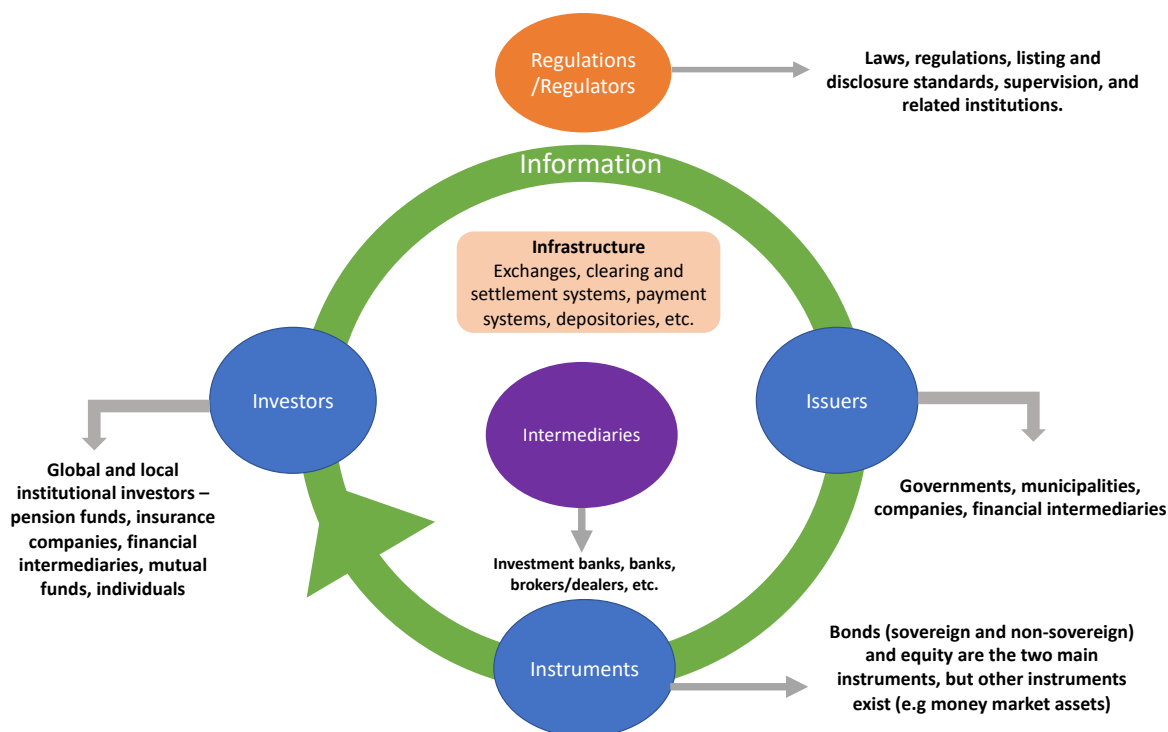 Regulations
/Regulators
Laws, regulations, listing and
disclosure standards, supervision, and
related institutions.
Information
Infrastructure
Exchanges, clearing and
settlement systems, payment
systems, depositories, etc.
Investors
Issuers
Intermediaries
Global and local
institutional investors –
pension funds, insurance
companies, financial
intermediaries, mutual
funds, individuals
Governments, municipalities,
companies, financial intermediaries
Investment banks, banks,
brokers/dealers, etc.
Instruments
Bonds (sovereign and non-sovereign)
and equity are the two main
instruments, but other instruments
exist (e.g money market assets)